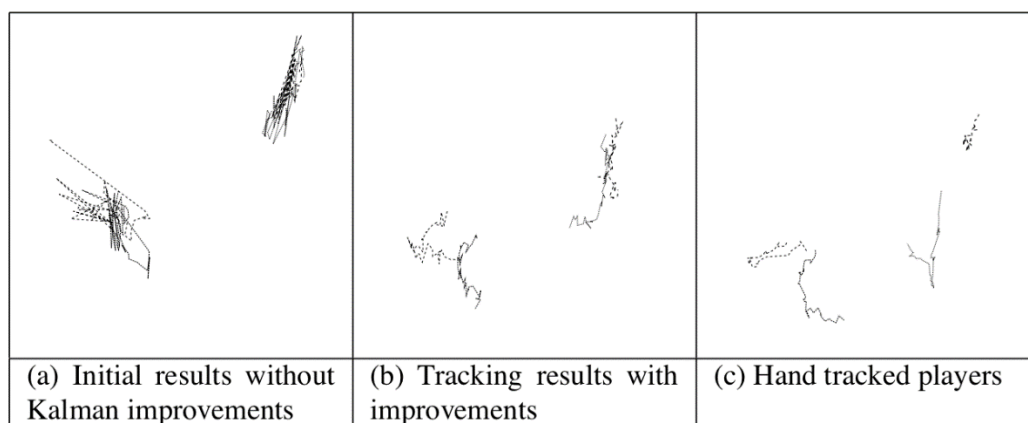 (a) Initial results without
Kalman improvements
(b) Tracking results with
improvements
(c) Hand tracked players